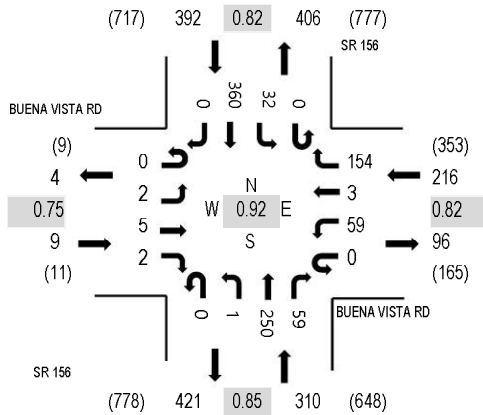 (717) 392 0.82 406 (777)
SR 156
BUENA VISTA RD
0 360 32 0
(9)
4
0.75
9
(11)
0
2
5
2
N
W 0.92 E
S
154
3
59
0
(353)
216
0.82
96
(165)
0 1 250 59
BUENA VISTA RD
SR 156
(778) 421 0.85 310 (648)